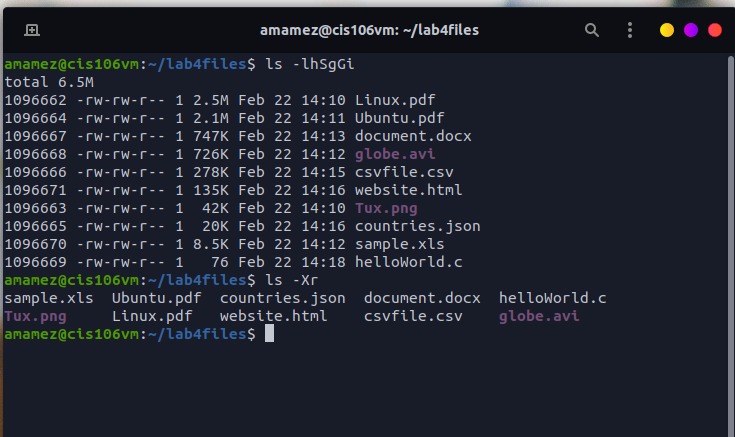 amamez@cis106vm: ~/lab4files
amamez@cis106vm:~/lab4files$ ls -lhSgGi
total 6.5M
1096662 -rw-rw-r-- 1 2.5M Feb 22 14:10 Linux.pdf
1096664 -rw-rw-r-- 1 2.1M Feb 22 14:11 Ubuntu.pdf
1096667 -rw-rw-r-- 1 747K Feb 22 14:13 document.docx
1096668 -rw-rw-r-- 1 726K Feb 22 14:12 globe.avi
1096666 -rw-rw-r-- 1 278K Feb 22 14:15 csvfile.csv
1096671 -rw-rw-r-- 1 135K Feb 22 14:16 website.html
1096663 -rw-rw-r-- 1  42K Feb 22 14:10 Tux.png
1096665 -rw-rw-r-- 1  20K Feb 22 14:16 countries.json
1096670 -rw-rw-r-- 1 8.5K Feb 22 14:12 sample.xls
1096669 -rw-rw-r-- 1   76 Feb 22 14:18 helloWorld.c
amamez@cis106vm:~/lab4files$ ls -Xr
sample.xls  Ubuntu.pdf  countries.json  document.docx  helloWorld.c
Tux.png     Linux.pdf   website.html    csvfile.csv    globe.avi
amamez@cis106vm:~/lab4files$